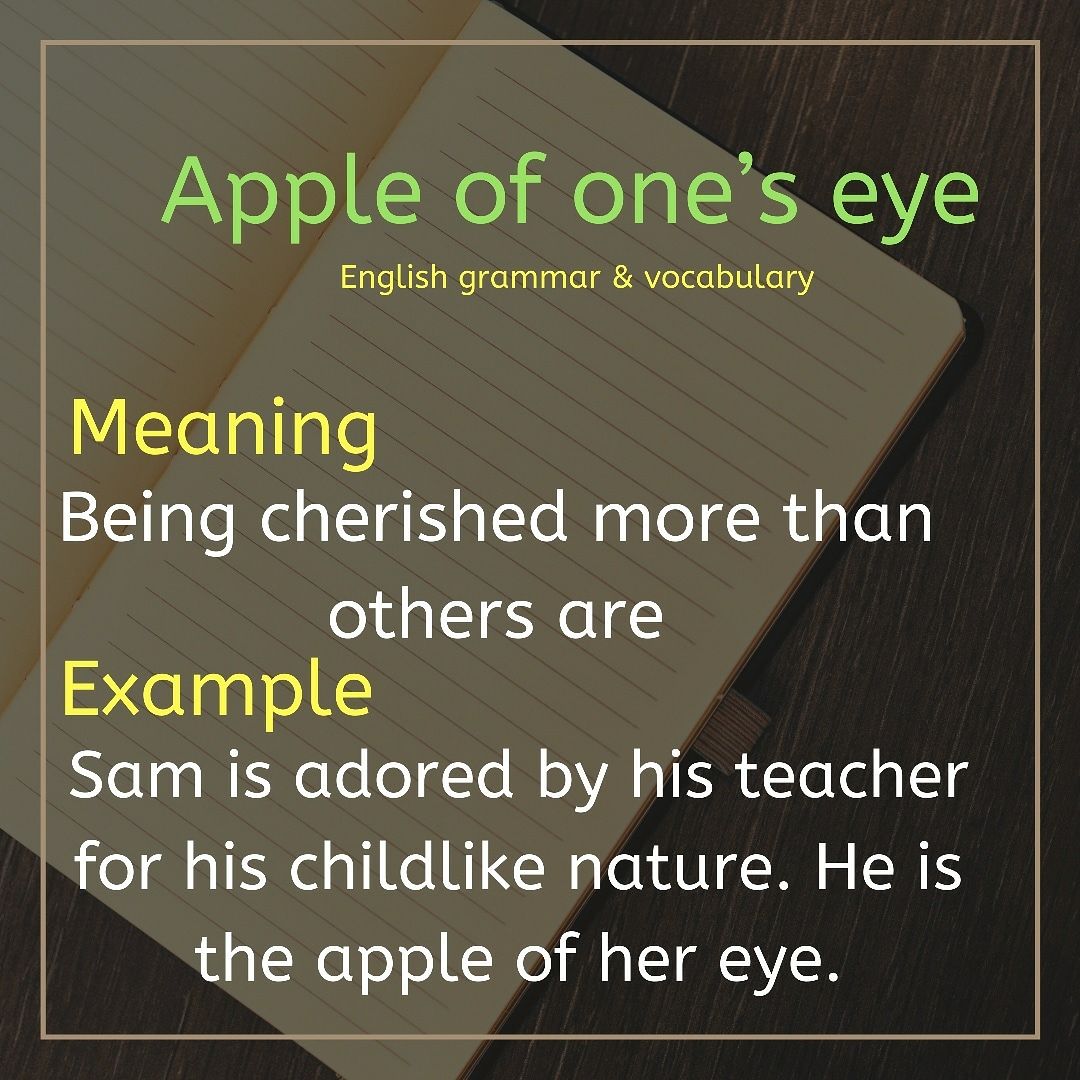 Apple of one’s eye
English grammar & vocabulary
Meaning
Being cherished more than
others are
Example
Sam is adored by his teacher
for his childlike nature. He is
the apple of her eye.